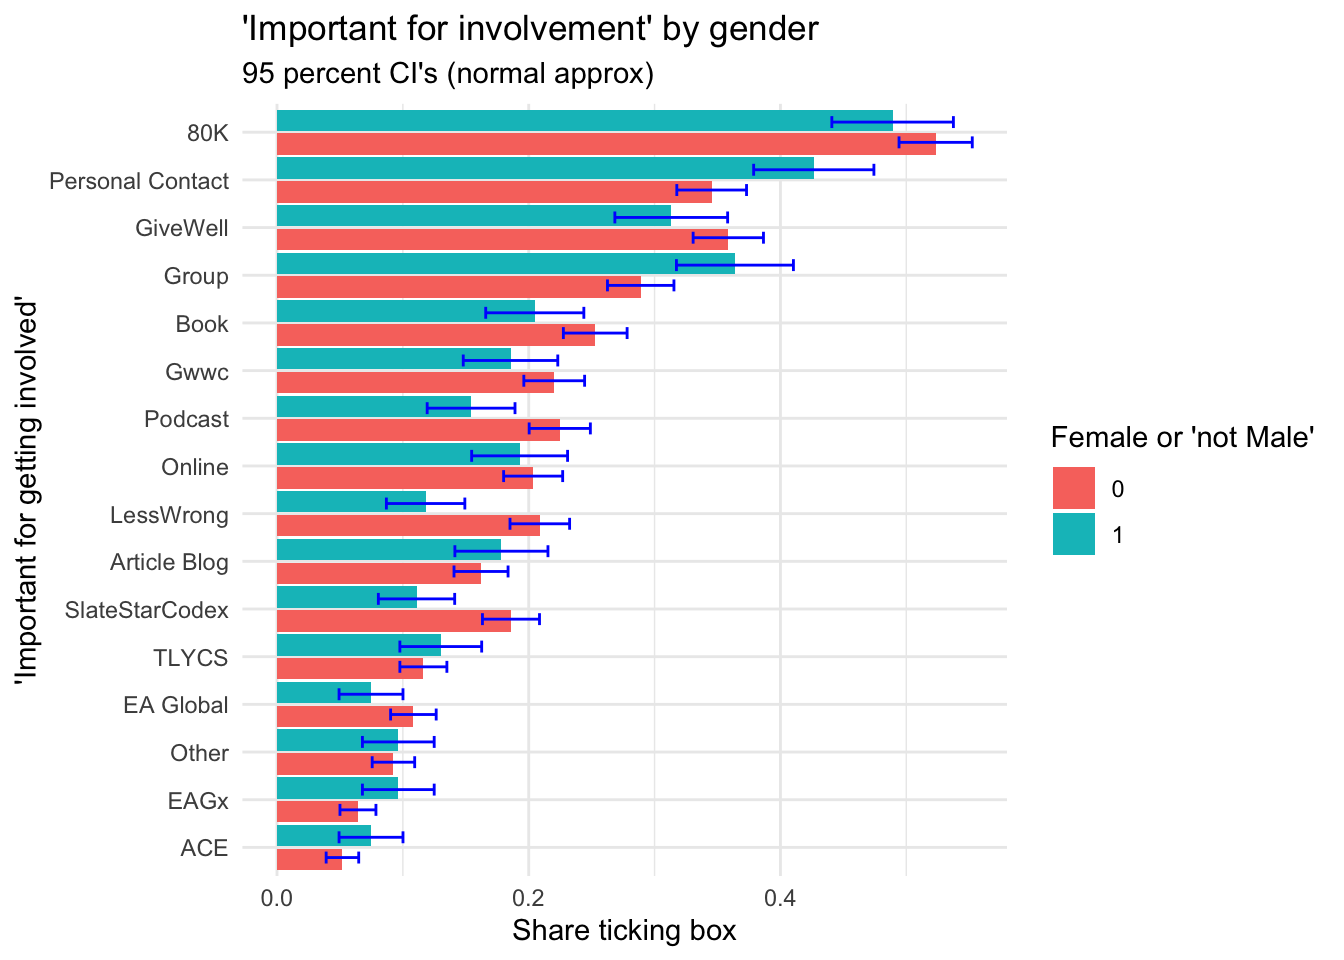 'Important for involvement' by gender
95 percent CI's (normal approx)
'Important for getting involved'
80K
Personal Contact
GiveWell
Group
Book
Gwwc
Podcast
Online
LessWrong
Article Blog
SlateStarCodex
TLYCS
EA Global
Other
EAGx
ACE
0.0 0.2 0.4
Share ticking box
Female or 'not Male'
0
1